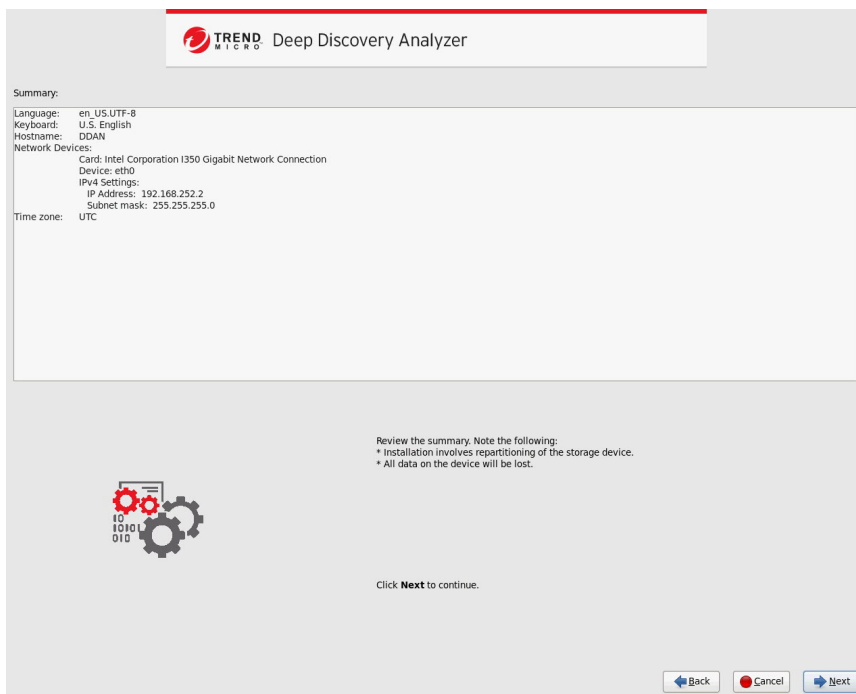 TREND MICRO Deep Discovery Analyzer
Summary:
Language: en_US.UTF-8
Keyboard: U.S. English
Hostname: DDAN
Network Devices:
Card: Intel Corporation I350 Gigabit Network Connection
Device: eth0
IPv4 Settings:
IP Address: 192.168.252.2
Subnet mask: 255.255.255.0
Time zone: UTC
Review the summary. Note the following:
* Installation involves repartitioning of the storage device.
* All data on the device will be lost.
10
10101
010
Click Next to continue.
Back Cancel Next